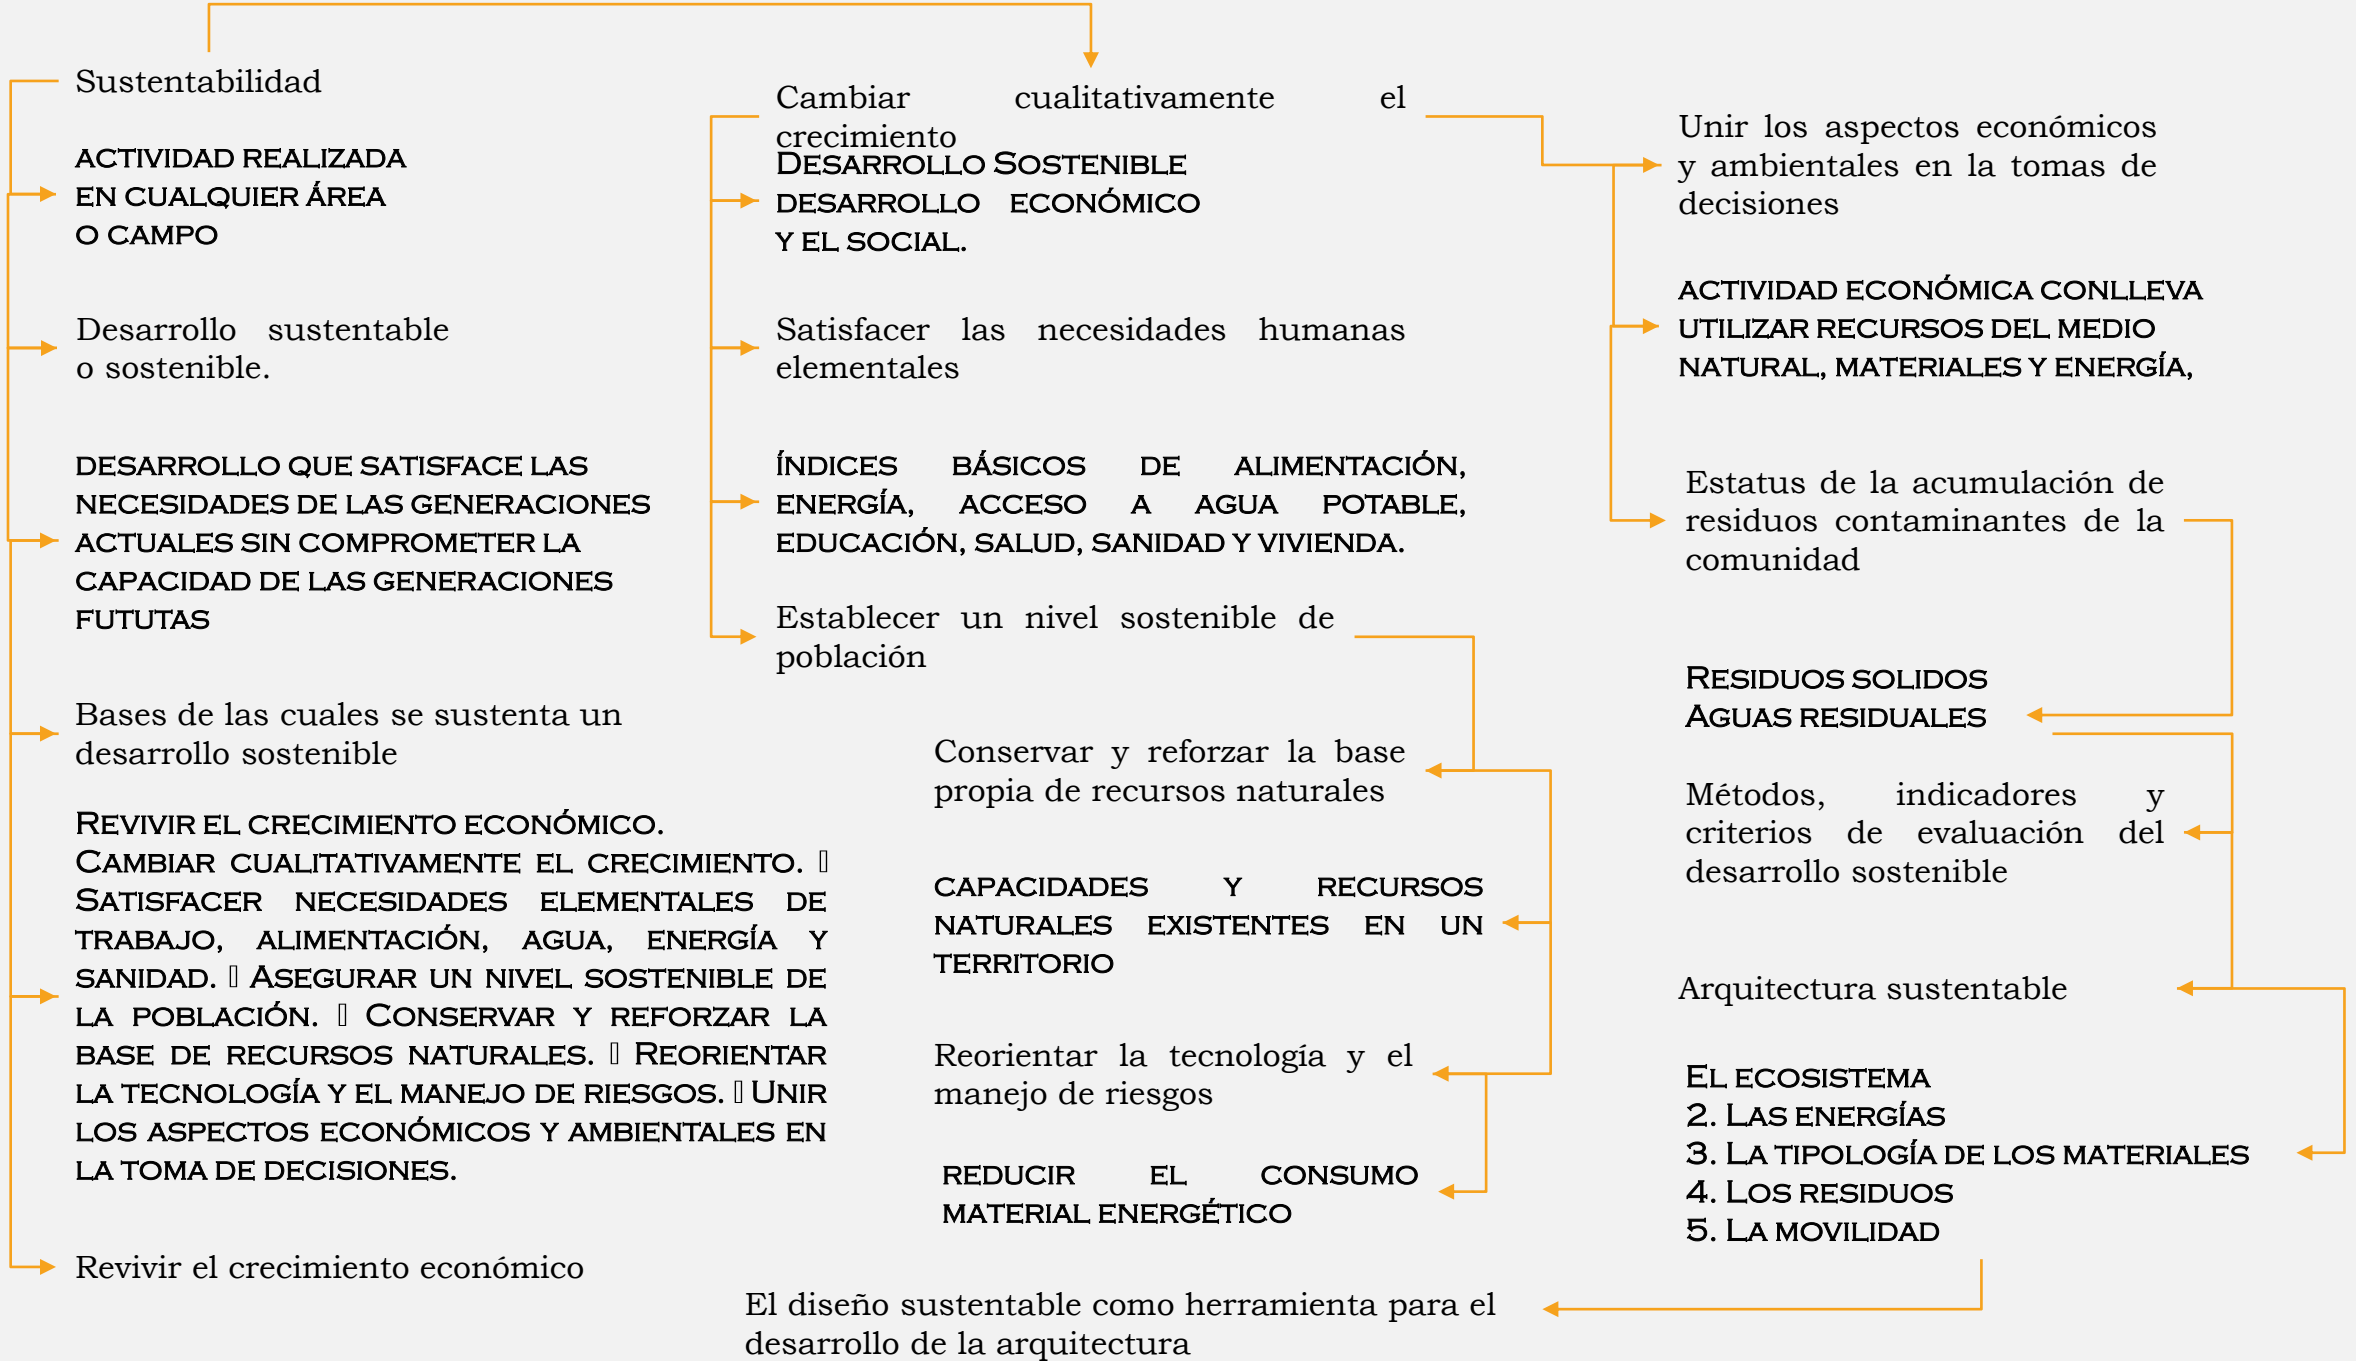 Sustentabilidad
ACTIVIDAD REALIZADA
EN CUALQUIER ÁREA
O CAMPO
Desarrollo sustentable
o sostenible.
DESARROLLO QUE SATISFACE LAS
NECESIDADES DE LAS GENERACIONES
ACTUALES SIN COMPROMETER LA
CAPACIDAD DE LAS GENERACIONES
FUTUTAS
Bases de las cuales se sustenta un
desarrollo sostenible
REVIVIR EL CRECIMIENTO ECONÓMICO.
CAMBIAR CUALITATIVAMENTE EL CRECIMIENTO. 
SATISFACER NECESIDADES ELEMENTALES DE
TRABAJO, ALIMENTACIÓN, AGUA, ENERGÍA Y
SANIDAD.  ASEGURAR UN NIVEL SOSTENIBLE DE
LA POBLACIÓN.  CONSERVAR Y REFORZAR LA
BASE DE RECURSOS NATURALES.  REORIENTAR
LA TECNOLOGÍA Y EL MANEJO DE RIESGOS.  UNIR
LOS ASPECTOS ECONÓMICOS Y AMBIENTALES EN
LA TOMA DE DECISIONES.
Revivir el crecimiento económico
Cambiar cualitativamente el
crecimiento
DESARROLLO SOSTENIBLE
DESARROLLO ECONÓMICO
Y EL SOCIAL.
Satisfacer las necesidades humanas
elementales
ÍNDICES BÁSICOS DE ALIMENTACIÓN,
ENERGÍA, ACCESO A AGUA POTABLE,
EDUCACIÓN, SALUD, SANIDAD Y VIVIENDA.
Establecer un nivel sostenible de
población
Conservar y reforzar la base
propia de recursos naturales
CAPACIDADES Y RECURSOS
NATURALES EXISTENTES EN UN
TERRITORIO
Reorientar la tecnología y el
manejo de riesgos
REDUCIR EL CONSUMO
MATERIAL ENERGÉTICO
Unir los aspectos económicos
y ambientales en la tomas de
decisiones
ACTIVIDAD ECONÓMICA CONLLEVA
UTILIZAR RECURSOS DEL MEDIO
NATURAL, MATERIALES Y ENERGÍA,
Estatus de la acumulación de
residuos contaminantes de la
comunidad
RESIDUOS SOLIDOS
AGUAS RESIDUALES
Métodos, indicadores y
criterios de evaluación del
desarrollo sostenible
Arquitectura sustentable
EL ECOSISTEMA
2. LAS ENERGÍAS
3. LA TIPOLOGÍA DE LOS MATERIALES
4. LOS RESIDUOS
5. LA MOVILIDAD
El diseño sustentable como herramienta para el
desarrollo de la arquitectura